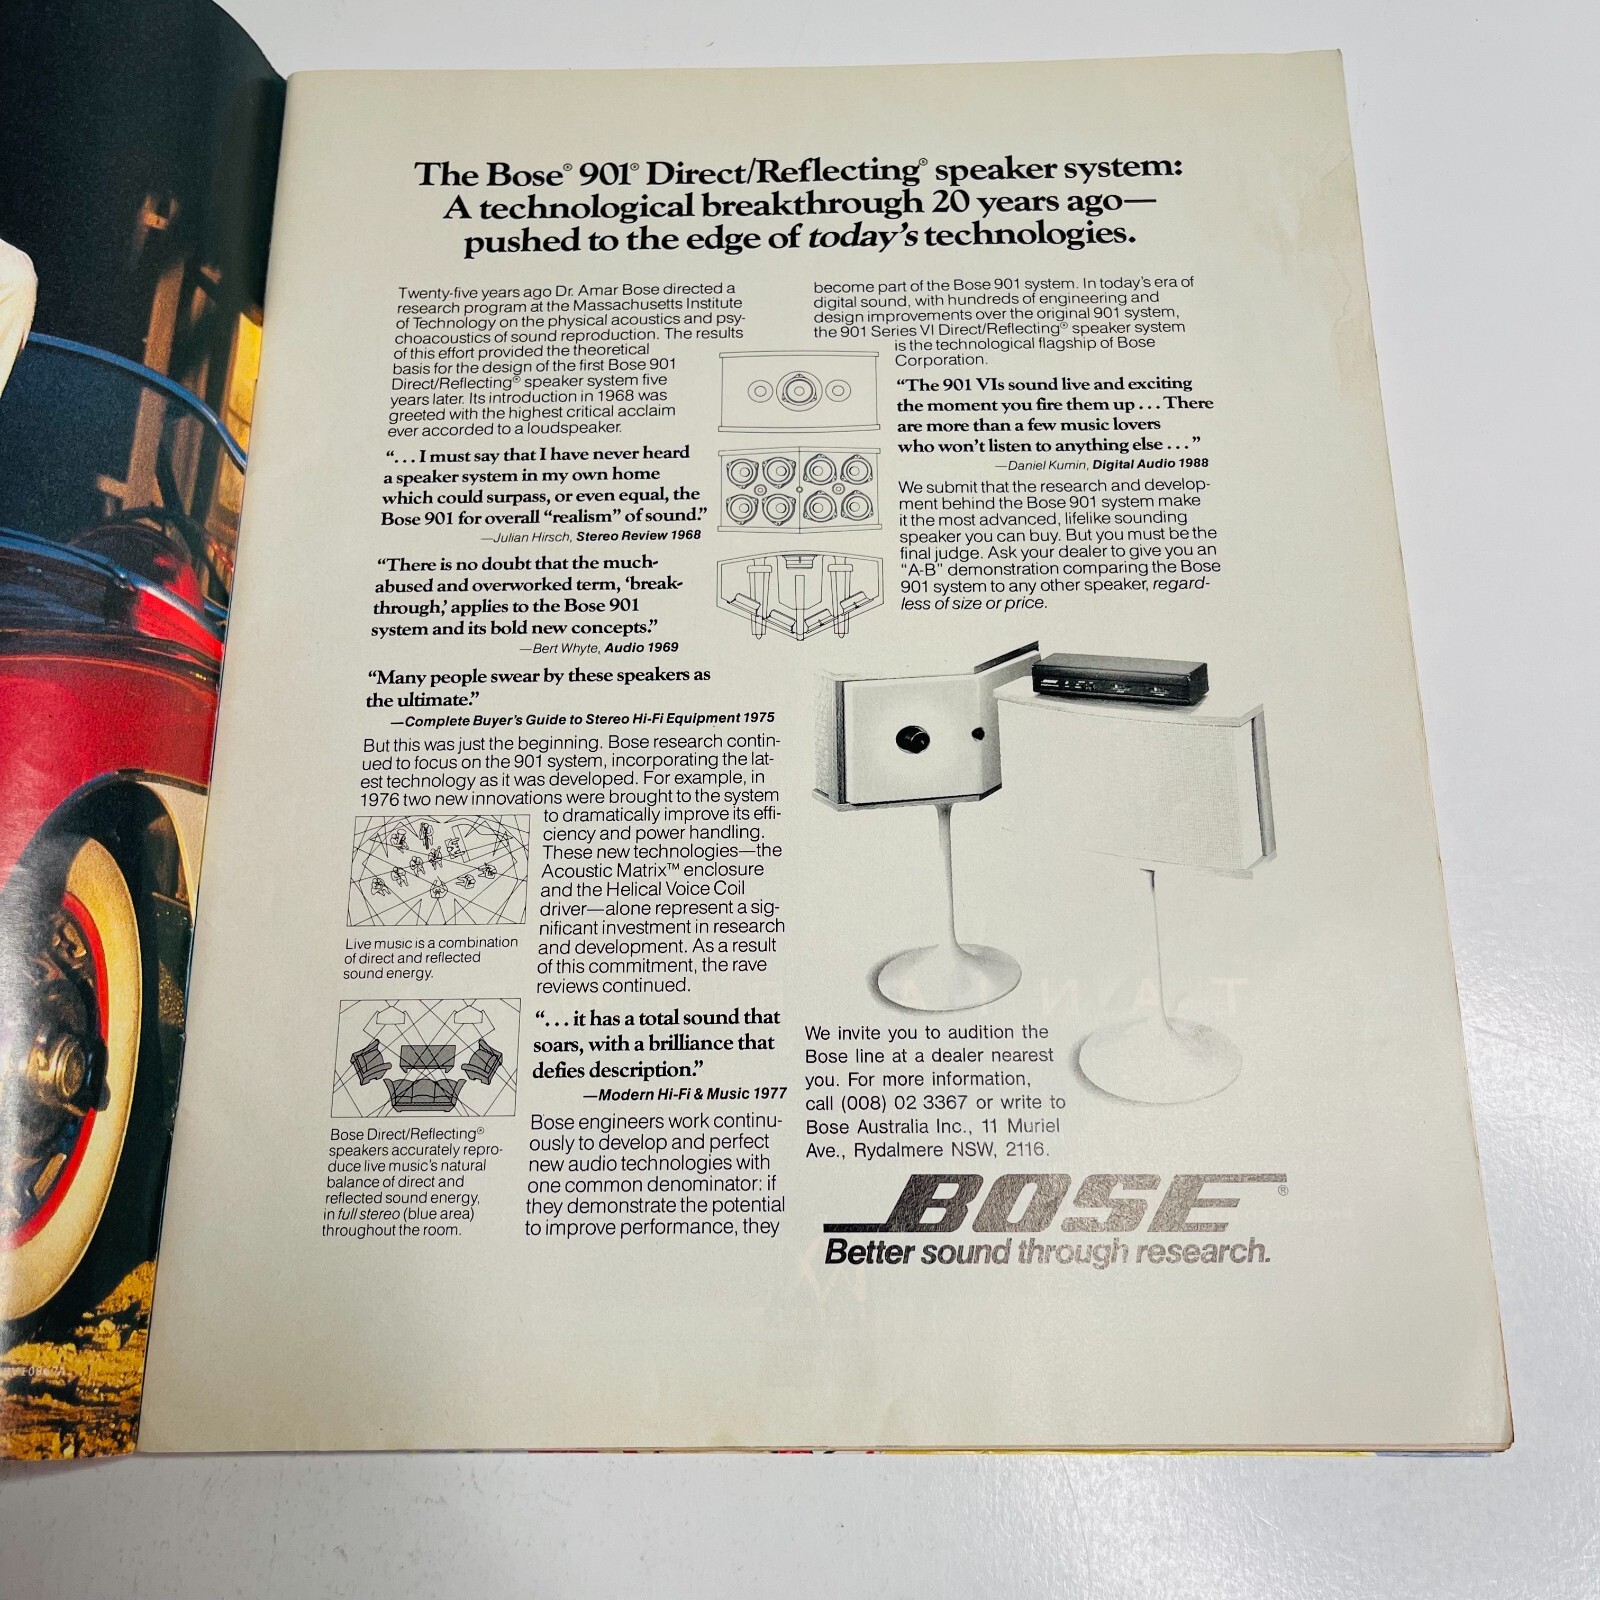 The Bose® 901® Direct/Reflecting® speaker system:
A technological breakthrough 20 years ago—
pushed to the edge of today's technologies.
Twenty-five years ago Dr. Amar Bose directed a
research program at the Massachusetts Institute
of Technology on the physical acoustics and psy-
choacoustics of sound reproduction. The results
of this effort provided the theoretical
basis for the design of the first Bose 901
Direct/Reflecting® speaker system five
years later. Its introduction in 1968 was
greeted with the highest critical acclaim
ever accorded to a loudspeaker.
“. . . I must say that I have never heard
a speaker system in my own home
which could surpass, or even equal, the
Bose 901 for overall “realism” of sound.”
—Julian Hirsch, Stereo Review 1968
“There is no doubt that the much-
abused and overworked term, ‘break-
through,’ applies to the Bose 901
system and its bold new concepts.”
—Bert Whyte, Audio 1969
“Many people swear by these speakers as
the ultimate.”
—Complete Buyer's Guide to Stereo Hi-Fi Equipment 1975
But this was just the beginning. Bose research contin-
ued to focus on the 901 system, incorporating the lat-
est technology as it was developed. For example, in
1976 two new innovations were brought to the system
to dramatically improve its effi-
ciency and power handling.
These new technologies—the
Acoustic Matrix™ enclosure
and the Helical Voice Coil
driver—alone represent a sig-
nificant investment in research
and development. As a result
of this commitment, the rave
reviews continued.
Live music is a combination
of direct and reflected
sound energy.
“. . . it has a total sound that
soars, with a brilliance that
defies description.”
—Modern Hi-Fi & Music 1977
Bose Direct/Reflecting®
speakers accurately repro-
duce live music's natural
balance of direct and
reflected sound energy,
in full stereo (blue area)
throughout the room.
Bose engineers work continu-
ously to develop and perfect
new audio technologies with
one common denominator: if
they demonstrate the potential
to improve performance, they
become part of the Bose 901 system. In today's era of
digital sound, with hundreds of engineering and
design improvements over the original 901 system,
the 901 Series VI Direct/Reflecting® speaker system
is the technological flagship of Bose
Corporation.
“The 901 VIs sound live and exciting
the moment you fire them up . . . There
are more than a few music lovers
who won't listen to anything else . . .”
—Daniel Kumin, Digital Audio 1988
We submit that the research and develop-
ment behind the Bose 901 system make
it the most advanced, lifelike sounding
speaker you can buy. But you must be the
final judge. Ask your dealer to give you an
“A-B” demonstration comparing the Bose
901 system to any other speaker, regard-
less of size or price.
We invite you to audition the
Bose line at a dealer nearest
you. For more information,
call (008) 02 3367 or write to
Bose Australia Inc., 11 Muriel
Ave., Rydalmere NSW, 2116.
BOSE®
Better sound through research.